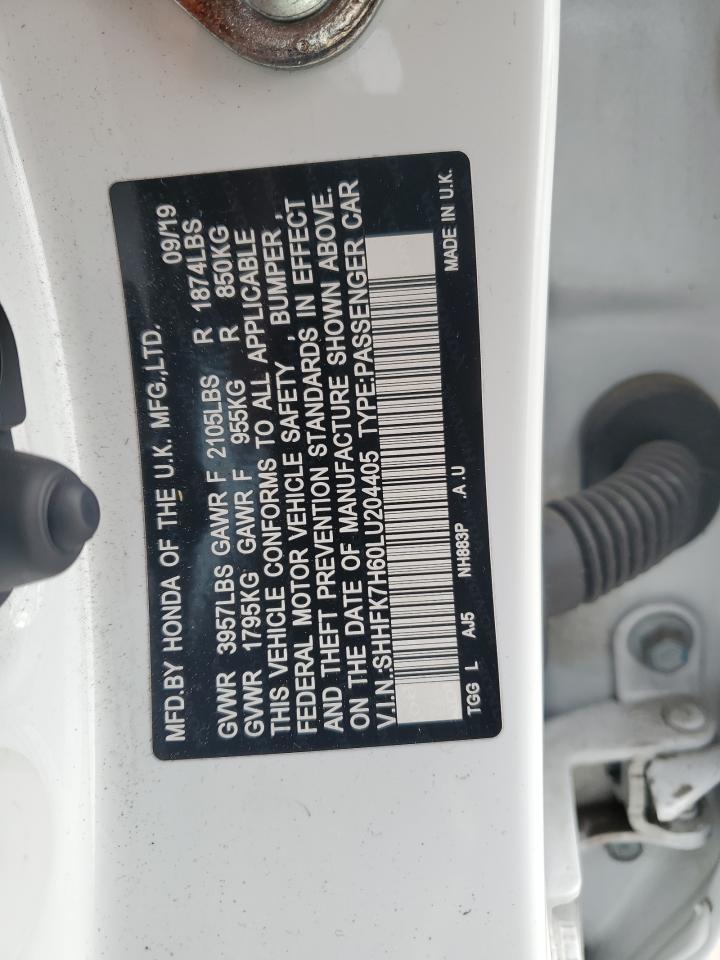 MFD.BY HONDA OF THE U.K. MFG.,LTD. 09/19
GVWR 3957LBS GAWR F 2105LBS R 1874LBS
GVWR 1795KG GAWR F 955KG R 850KG
THIS VEHICLE CONFORMS TO ALL APPLICABLE
FEDERAL MOTOR VEHICLE SAFETY , BUMPER ,
AND THEFT PREVENTION STANDARDS IN EFFECT
ON THE DATE OF MANUFACTURE SHOWN ABOVE.
V.I.N.:SHHFK7H60LU204405 TYPE:PASSENGER CAR
TGG L AJ5 NH883P .A.U MADE IN U.K.